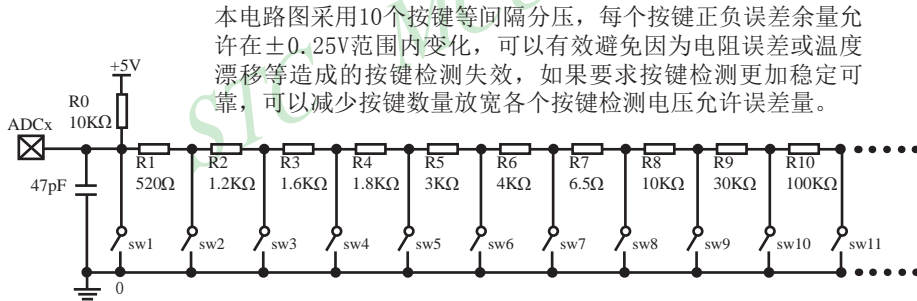 本电路图采用10个按键等间隔分压，每个按键正负误差余量允
许在±0.25V范围内变化，可以有效避免因为电阻误差或温度
漂移等造成的按键检测失效，如果要求按键检测更加稳定可
靠，可以减少按键数量放宽各个按键检测电压允许误差量。
STC MCU
+5V
R0
10KΩ
ADCx
R1 R2 R3 R4 R5 R6 R7 R8 R9 R10
520Ω 1.2KΩ 1.6KΩ 1.8KΩ 3KΩ 4KΩ 6.5Ω 10KΩ 30KΩ 100KΩ
47pF
sw1 sw2 sw3 sw4 sw5 sw6 sw7 sw8 sw9 sw10 sw11
0